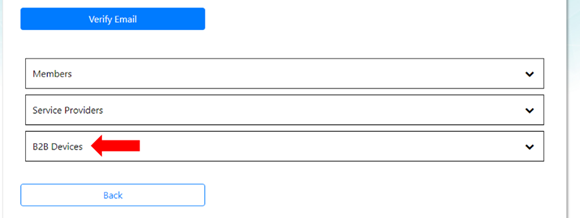 Verify Email
Members
Service Providers
B2B Devices
Back